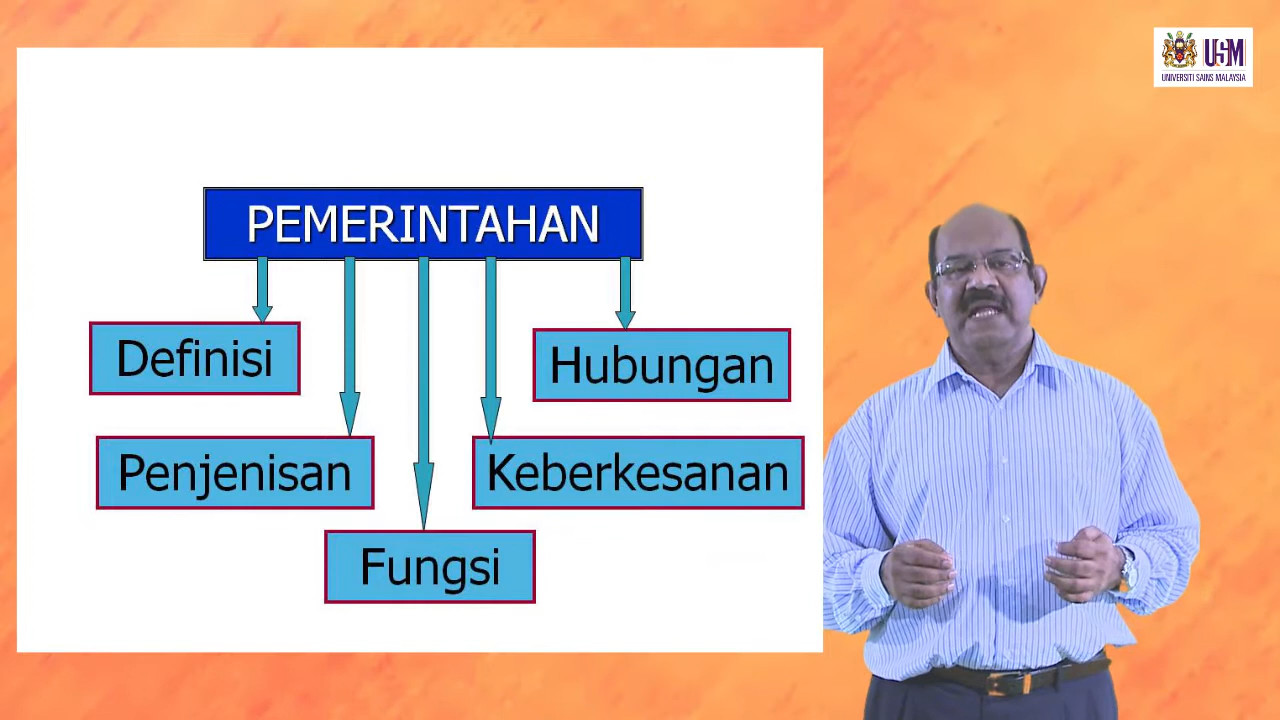 USM
UNIVERSITI SAINS MALAYSIA
PEMERINTAHAN
Definisi
Hubungan
Penjenisan
Keberkesanan
Fungsi